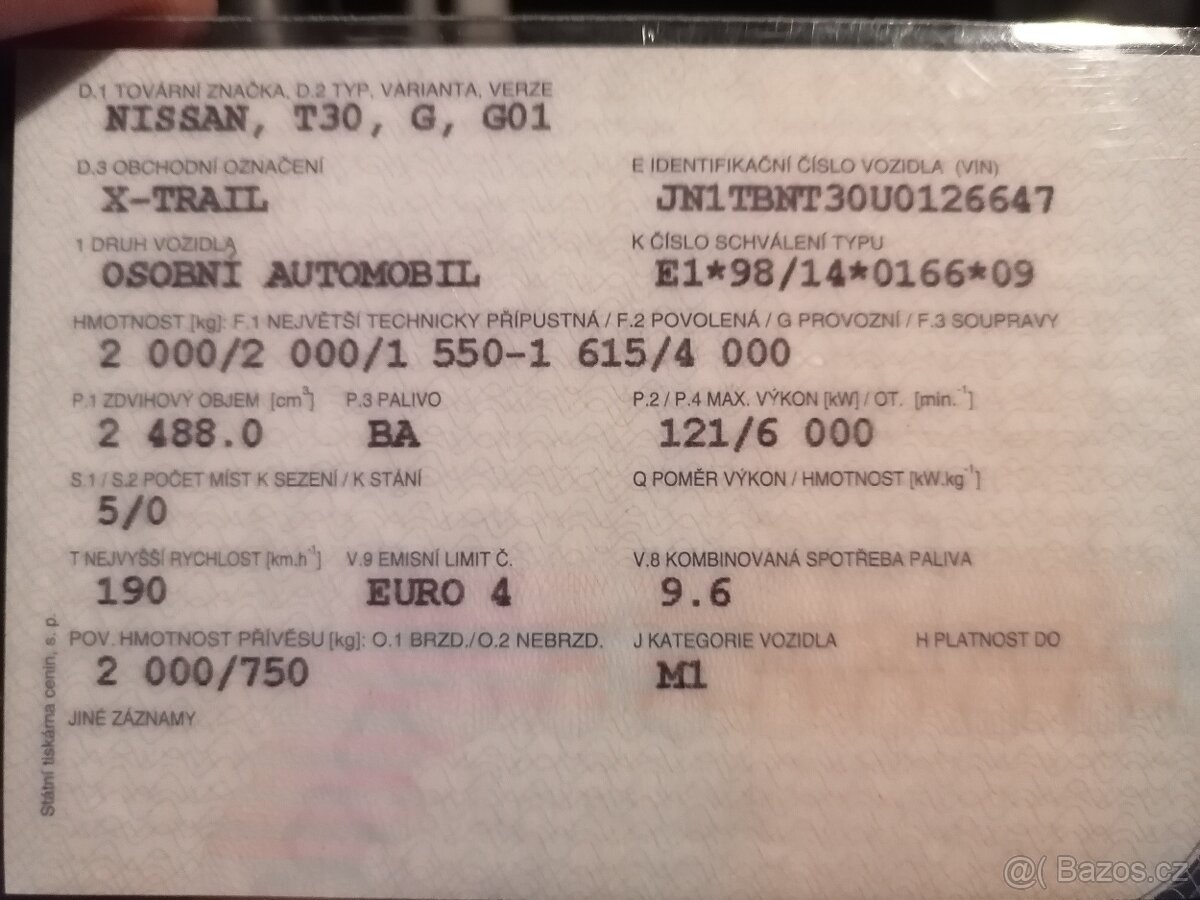 D.1 TOVÁRNÍ ZNAČKA, D.2 TYP, VARIANTA, VERZE
NISSAN, T30, G, G01
D.3 OBCHODNÍ OZNAČENÍ
E IDENTIFIKAČNÍ ČÍSLO VOZIDLA (VIN)
X-TRAIL
JN1TBNT30U0126647
1 DRUH VOZIDLA
K ČÍSLO SCHVÁLENÍ TYPU
OSOBNÍ AUTOMOBIL
E1*98/14*0166*09
HMOTNOST [kg]: F.1 NEJVĚTŠÍ TECHNICKY PŘÍPUSTNÁ / F.2 POVOLENÁ / G PROVOZNÍ / F.3 SOUPRAVY
2 000/2 000/1 550-1 615/4 000
P.1 ZDVIHOVÝ OBJEM [cm³] P.3 PALIVO
P.2 / P.4 MAX. VÝKON [kW] / OT. [min.⁻¹]
2 488.0 BA
121/6 000
S.1 / S.2 POČET MÍST K SEZENÍ / K STÁNÍ
Q POMĚR VÝKON / HMOTNOST [kW.kg⁻¹]
5/0
T NEJVYŠŠÍ RYCHLOST [km.h⁻¹] V.9 EMISNÍ LIMIT Č.
V.8 KOMBINOVANÁ SPOTŘEBA PALIVA
190 EURO 4
9.6
POV. HMOTNOST PŘÍVĚSU [kg]: O.1 BRZD./O.2 NEBRZD.
J KATEGORIE VOZIDLA H PLATNOST DO
2 000/750
M1
JINÉ ZÁZNAMY
Státní tiskárna cenin, s. p.
@( Bazos.cz